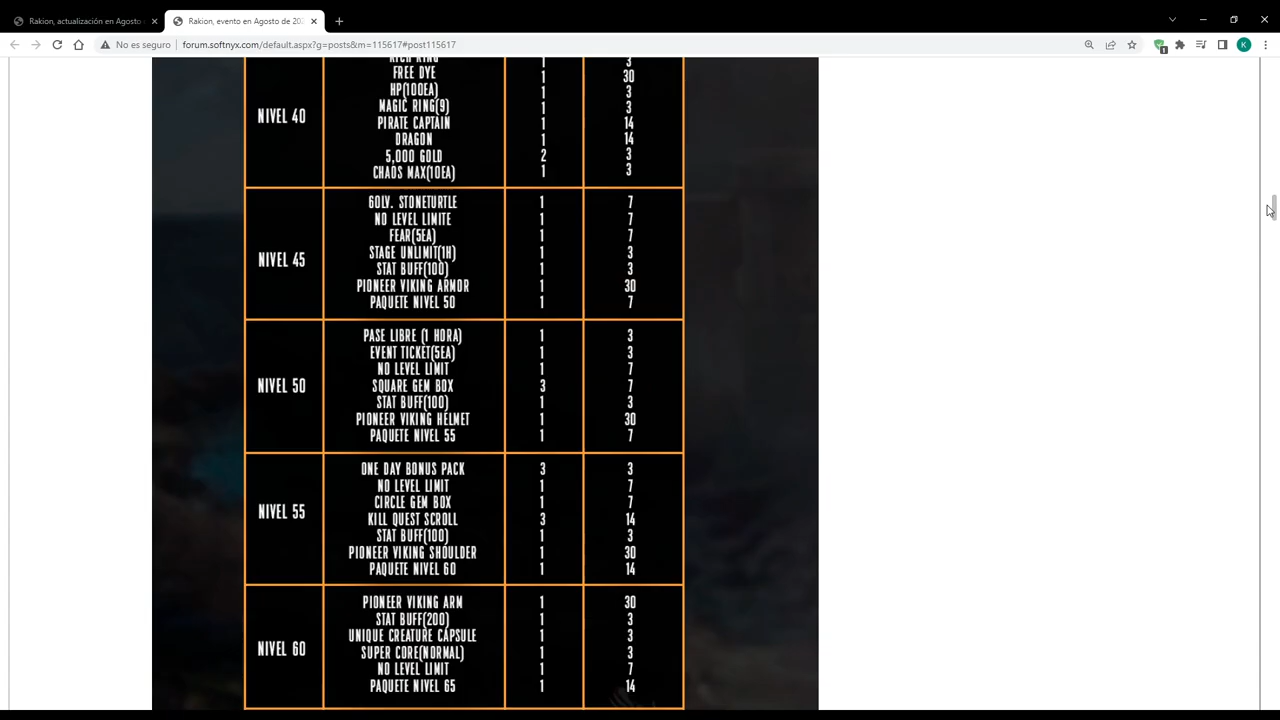 Rakion, actualización en Agosto
Rakion, evento en Agosto de 202
No es seguro
forum.softnyx.com/default.aspx?g=posts&m=115617#post115617
1
K
RICH RING 1 3
FREE DYE 1 30
HP(100EA) 1 3
NIVEL 40
MAGIC RING(9) 1 3
PIRATE CAPTAIN 1 14
DRAGON 1 14
5,000 GOLD 2 3
CHAOS MAX(10EA) 1 3
60LV. STONETURTLE 1 7
NO LEVEL LIMITE 1 7
FEAR(5EA) 1 7
NIVEL 45
STAGE UNLIMIT(1H) 1 3
STAT BUFF(100) 1 3
PIONEER VIKING ARMOR 1 30
PAQUETE NIVEL 50 1 7
PASE LIBRE (1 HORA) 1 3
EVENT TICKET(5EA) 1 3
NO LEVEL LIMIT 1 7
NIVEL 50
SQUARE GEM BOX 3 7
STAT BUFF(100) 1 3
PIONEER VIKING HELMET 1 30
PAQUETE NIVEL 55 1 7
ONE DAY BONUS PACK 3 3
NO LEVEL LIMIT 1 7
CIRCLE GEM BOX 1 7
NIVEL 55
KILL QUEST SCROLL 3 14
STAT BUFF(100) 1 3
PIONEER VIKING SHOULDER 1 30
PAQUETE NIVEL 60 1 14
PIONEER VIKING ARM 1 30
STAT BUFF(200) 1 3
UNIQUE CREATURE CAPSULE 1 3
NIVEL 60
SUPER CORE(NORMAL) 1 3
NO LEVEL LIMIT 1 7
PAQUETE NIVEL 65 1 14